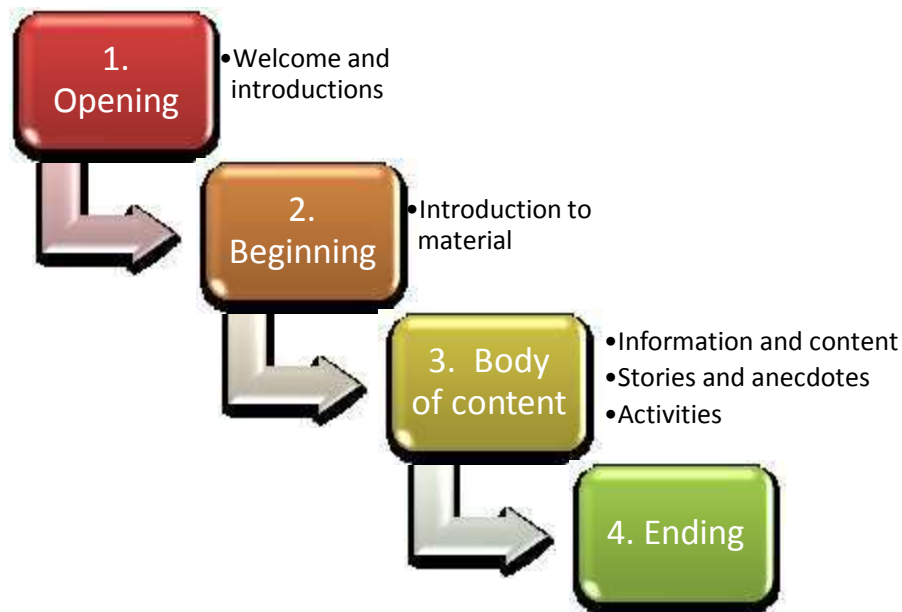 1.
Opening
•Welcome and
introductions
2.
Beginning
•Introduction to
material
3. Body
of content
•Information and content
•Stories and anecdotes
•Activities
4. Ending